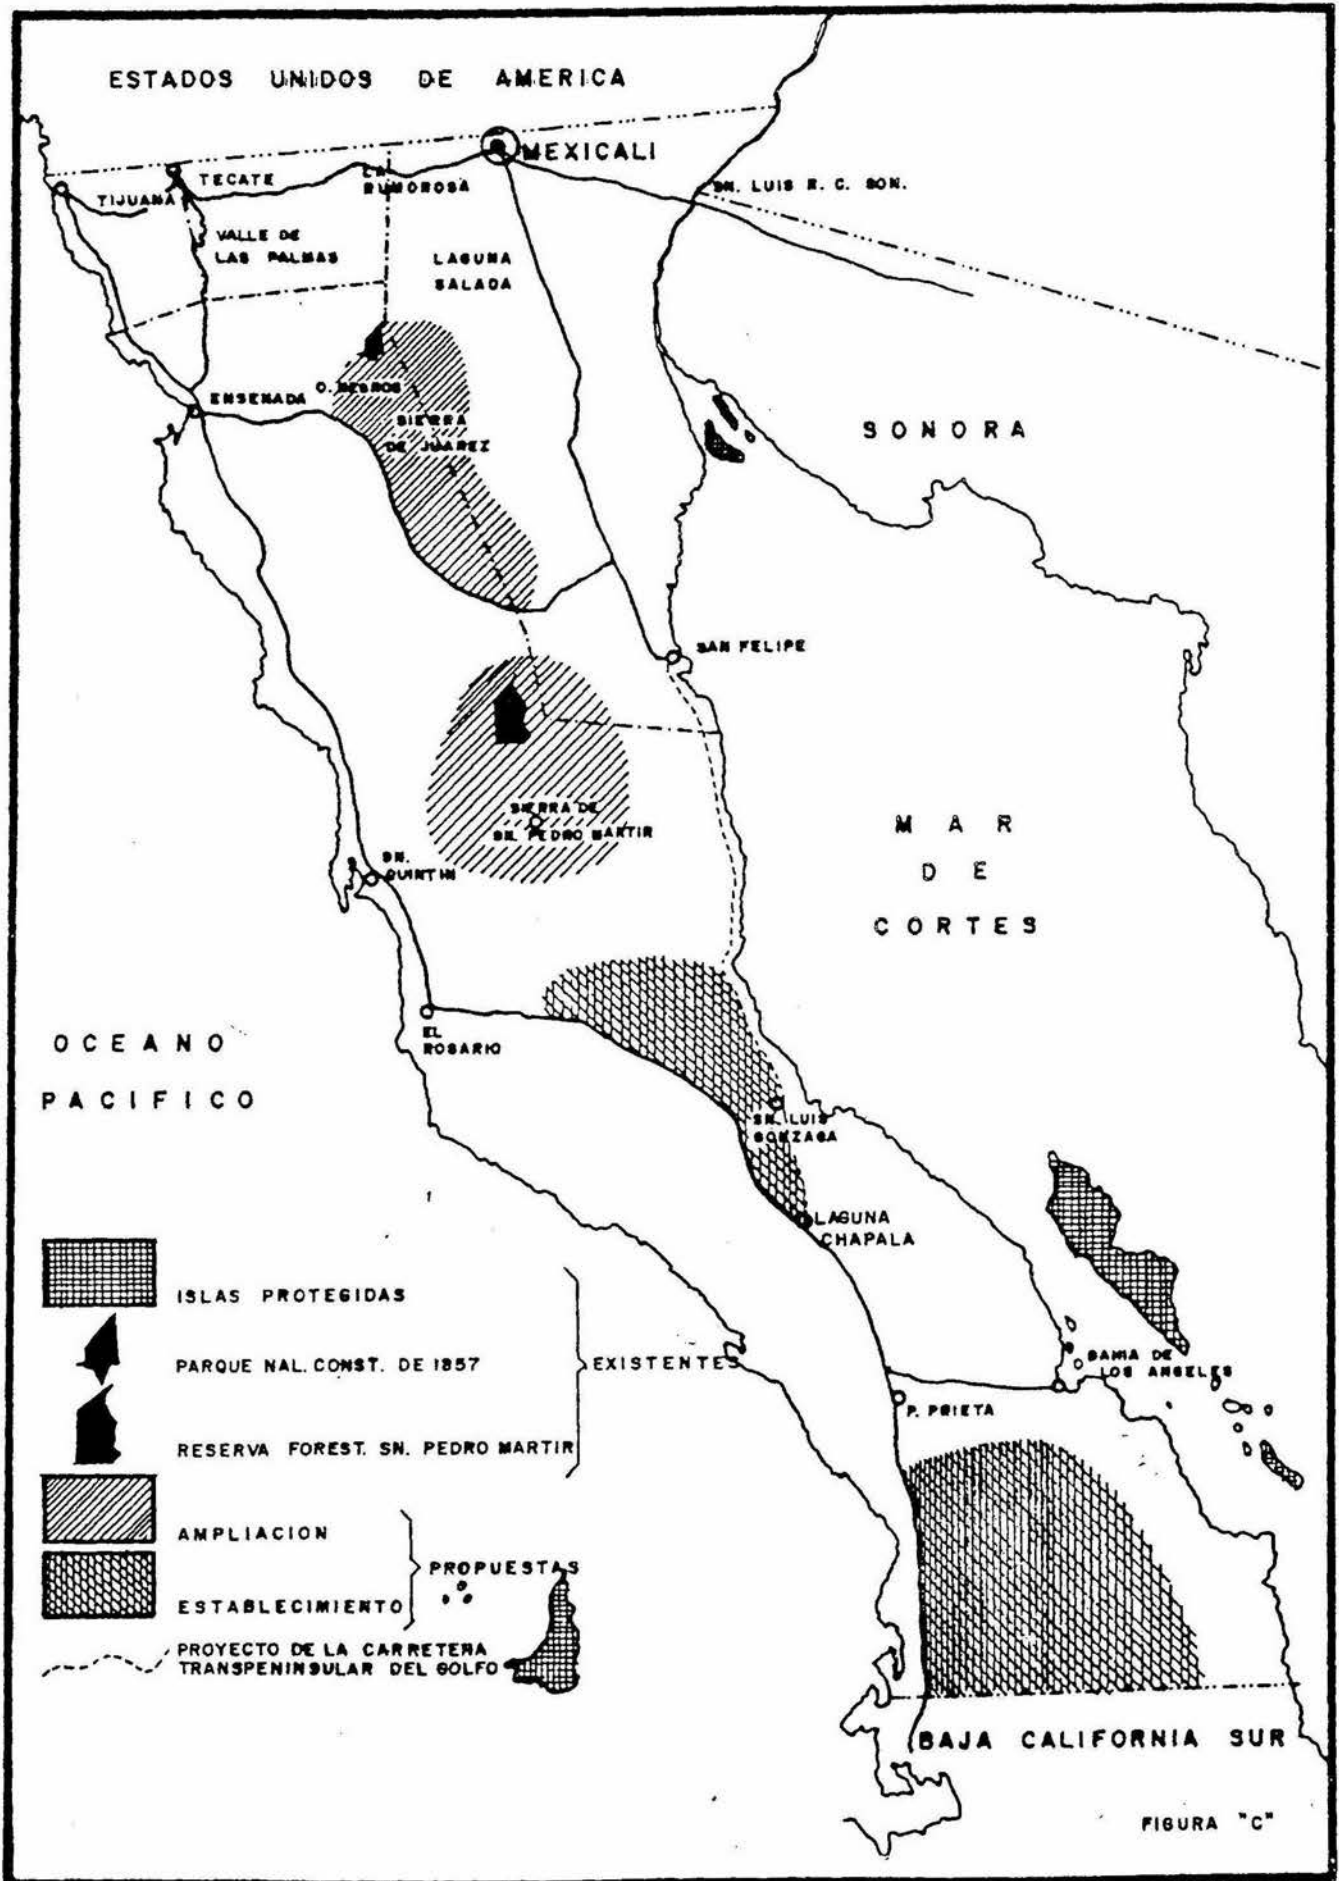 ESTADOS UNIDOS DE AMERICA
MEXICALI
TECATE
TIJUANA
LA
RUMOROSA
SN. LUIS R. C. SON.
VALLE DE
LAS PALMAS
LAGUNA
SALADA
O. NEGROS
ENSENADA
SIERRA
DE JUAREZ
SONORA
SAN FELIPE
SIERRA DE
SN. PEDRO MARTIR
MAR
DE
CORTES
SN.
QUINTIN
EL
ROSARIO
OCEANO
PACIFICO
SN. LUIS
GONZAGA
LAGUNA
CHAPALA
ISLAS PROTEGIDAS
PARQUE NAL. CONST. DE 1857
EXISTENTES
RESERVA FOREST. SN. PEDRO MARTIR
BAHIA DE
LOS ANGELES
P. PRIETA
AMPLIACION
PROPUESTAS
ESTABLECIMIENTO
PROYECTO DE LA CARRETERA
TRANSPENINSULAR DEL GOLFO
BAJA CALIFORNIA SUR
FIGURA "C"